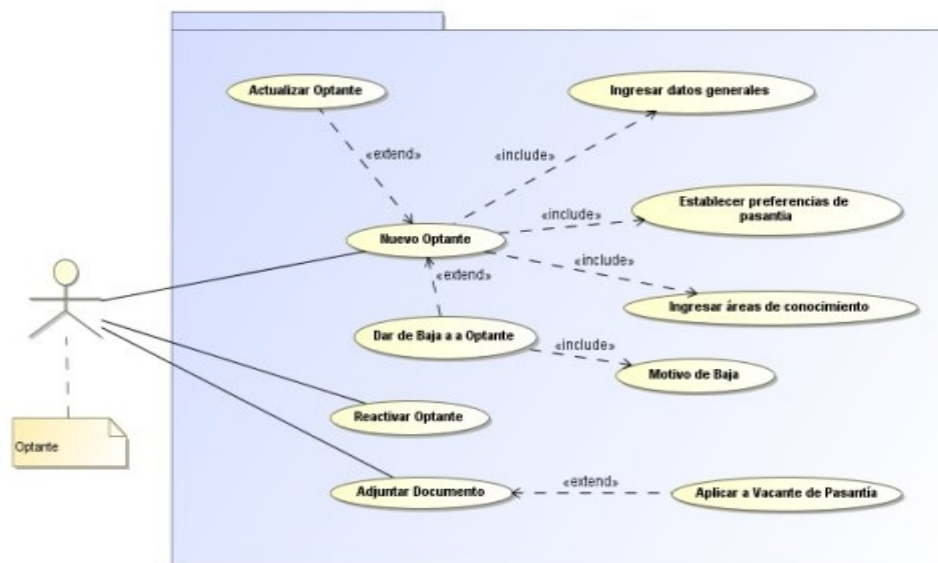 Actualizar Optante
Ingresar datos generales
«extend»
«include»
Establecer preferencias de
pasantía
«include»
Nuevo Optante
«include»
«extend»
Ingresar áreas de conocimiento
Dar de Baja a a Optante
«include»
Motivo de Baja
Reactivar Optante
Optante
Adjuntar Documento
«extend»
Aplicar a Vacante de Pasantía